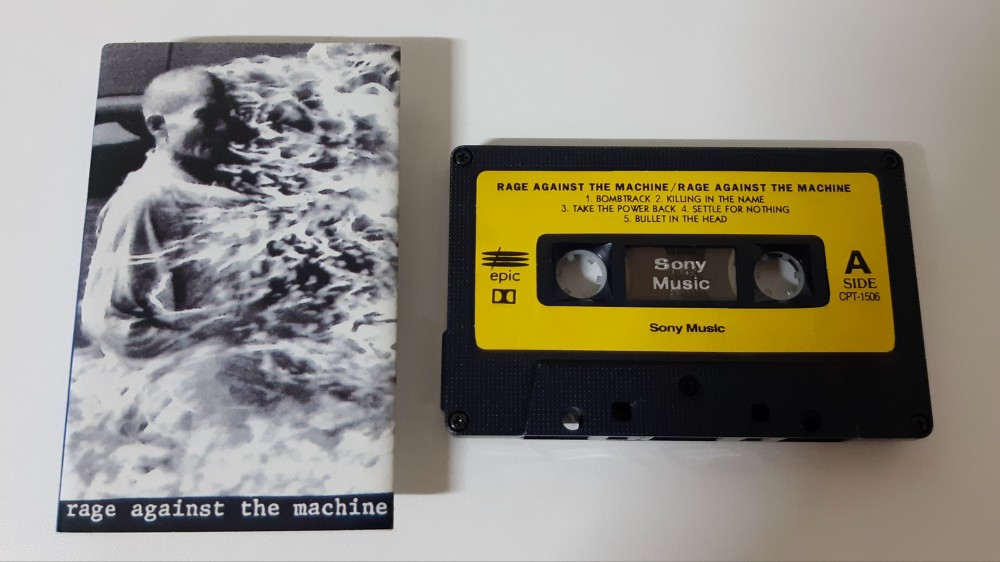 rage against the machine
RAGE AGAINST THE MACHINE/RAGE AGAINST THE MACHINE
1. BOMBTRACK 2. KILLING IN THE NAME
3. TAKE THE POWER BACK 4. SETTLE FOR NOTHING
5. BULLET IN THE HEAD
epic
Sony
Music
A
SIDE
CPT-1506
Sony Music